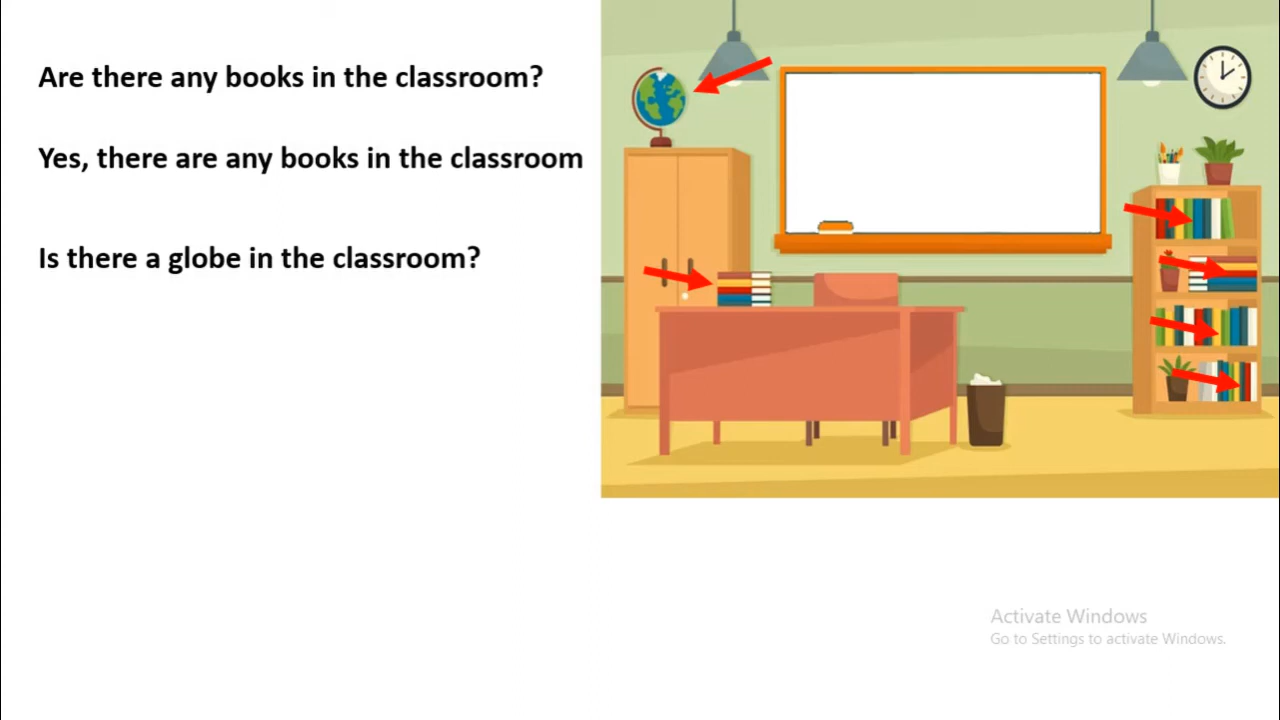 Are there any books in the classroom?
Yes, there are any books in the classroom
Is there a globe in the classroom?
Activate Windows
Go to Settings to activate Windows.